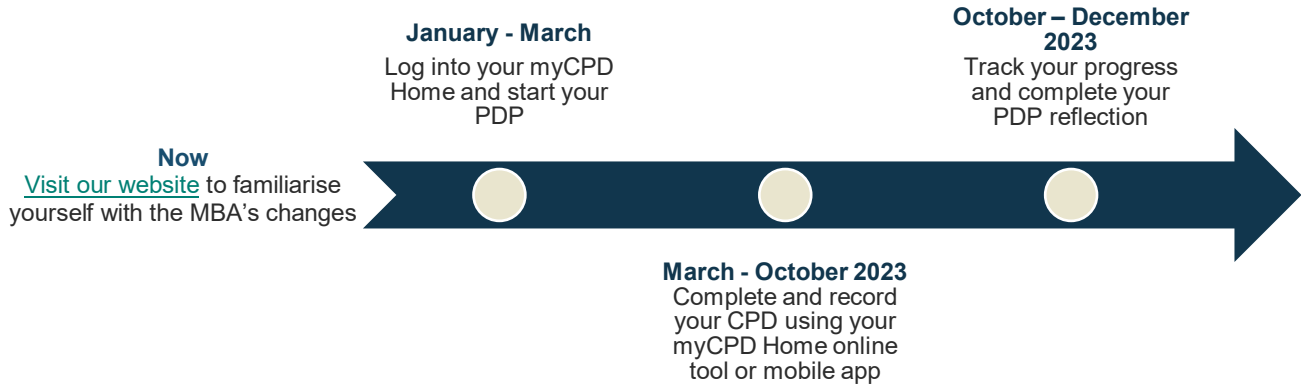 Now
Visit our website to familiarise
yourself with the MBA's changes
January - March
Log into your myCPD
Home and start your
PDP
March - October 2023
Complete and record
your CPD using your
myCPD Home online
tool or mobile app
October – December
2023
Track your progress
and complete your
PDP reflection